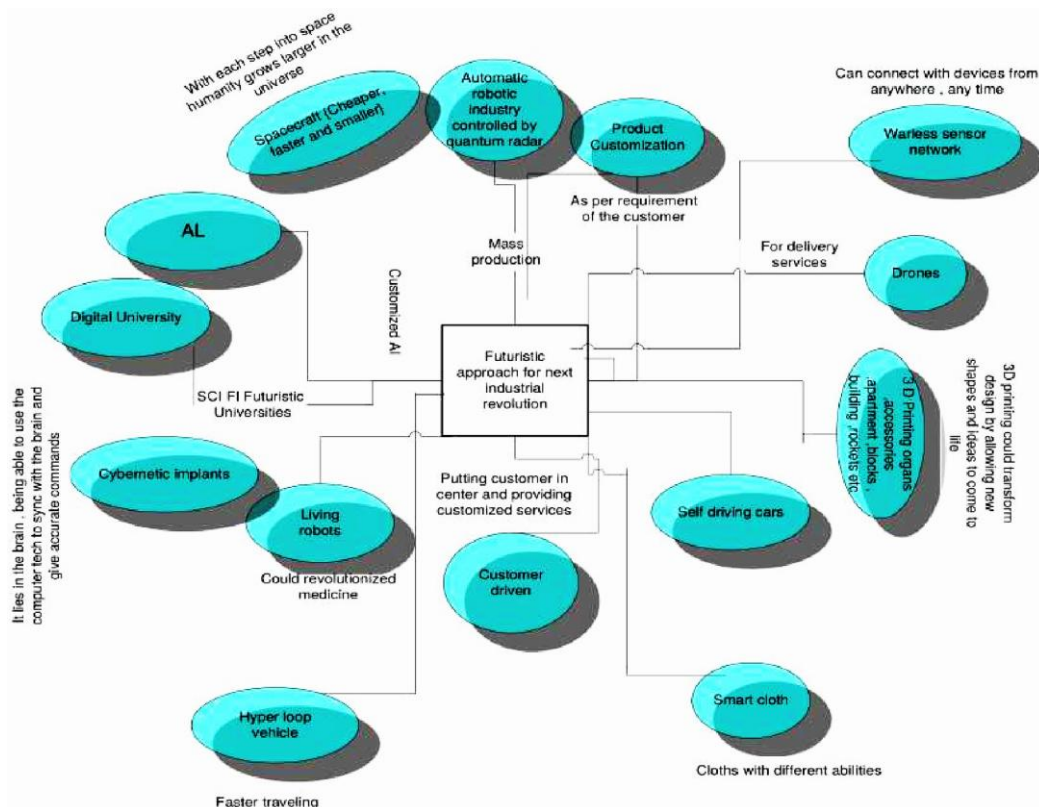 With each step into space
humanity grows larger in the
universe
Spacecraft {Cheaper,
faster and smaller}
Automatic
robotic
industry
controlled by
quantum radar
Product
Customization
Can connect with devices from
anywhere , any time
Warless sensor
network
As per requirement
of the customer
AL
Mass
production
For delivery
services
Drones
Digital University
Customized AI
Futuristic
approach for next
industrial
revolution
SCI FI Futuristic
Universities
3 D Printing organs
,accessories
,apartment ,blocks ,
building ,rockets etc
3D printing could transform
design by allowing new
shapes and ideas to come to
life
It lies in the brain , being able to use the
computer tech to sync with the brain and
give accurate commands
Cybernetic implants
Living
robots
Could revolutionized
medicine
Putting customer in
center and providing
customized services
Customer
driven
Self driving cars
Hyper loop
vehicle
Faster traveling
Smart cloth
Cloths with different abilities